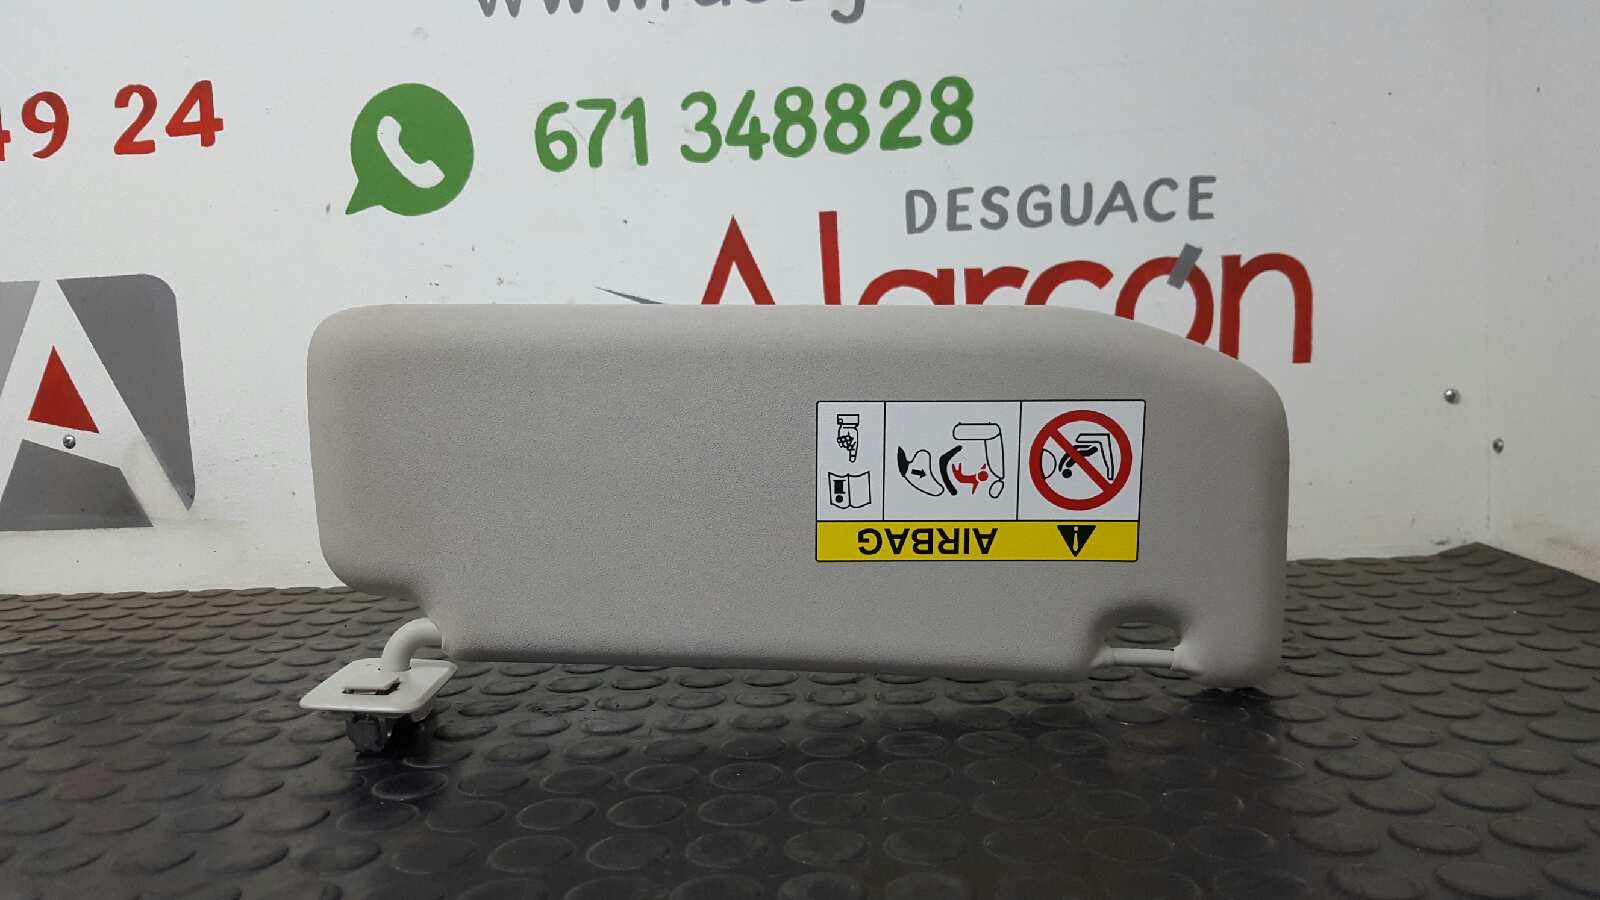 49 24
671 348828
DESGUACE
Alarcón
AIRBAG